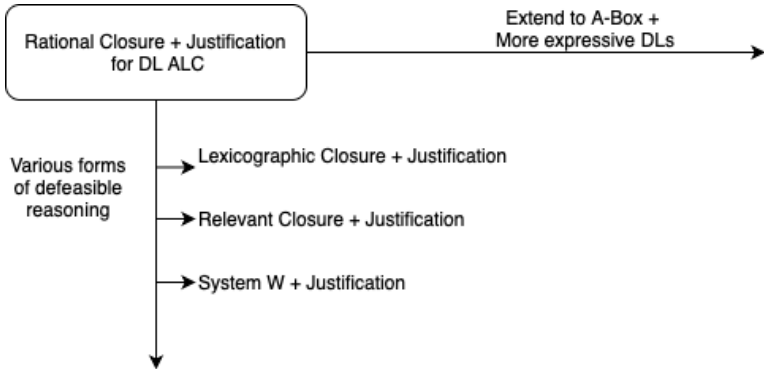 Rational Closure + Justification
for DL ALC
Extend to A-Box +
More expressive DLs
Various forms
of defeasible
reasoning
Lexicographic Closure + Justification
Relevant Closure + Justification
System W + Justification